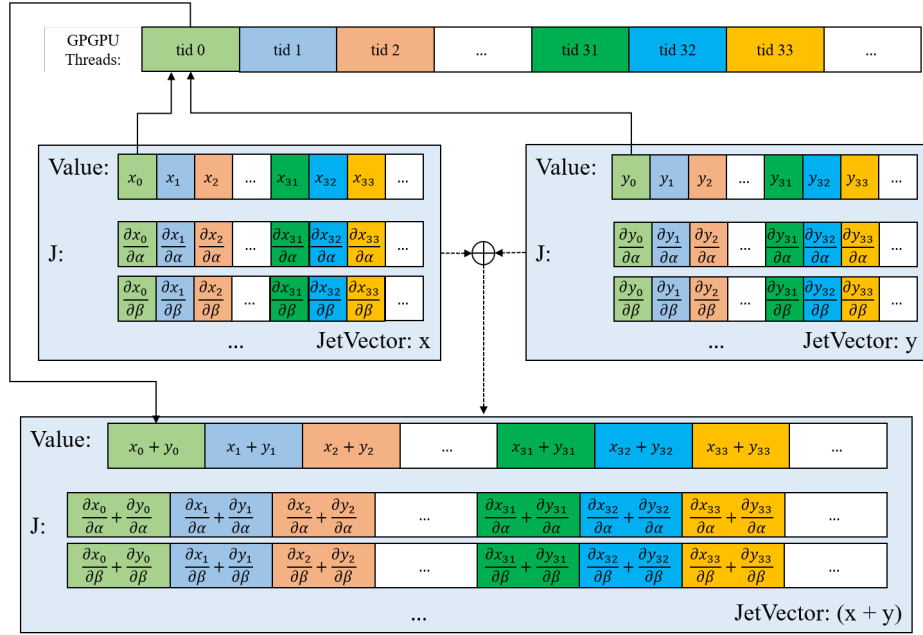 GPGPU Threads: tid 0 tid 1 tid 2 ... tid 31 tid 32 tid 33 ...
Value: x₀ x₁ x₂ ... x₃₁ x₃₂ x₃₃ ...
J: ∂x₀/∂α ∂x₁/∂α ∂x₂/∂α ... ∂x₃₁/∂α ∂x₃₂/∂α ∂x₃₃/∂α ...
∂x₀/∂β ∂x₁/∂β ∂x₂/∂β ... ∂x₃₁/∂β ∂x₃₂/∂β ∂x₃₃/∂β ...
... JetVector: x
Value: y₀ y₁ y₂ ... y₃₁ y₃₂ y₃₃ ...
J: ∂y₀/∂α ∂y₁/∂α ∂y₂/∂α ... ∂y₃₁/∂α ∂y₃₂/∂α ∂y₃₃/∂α ...
∂y₀/∂β ∂y₁/∂β ∂y₂/∂β ... ∂y₃₁/∂β ∂y₃₂/∂β ∂y₃₃/∂β ...
... JetVector: y
Value: x₀ + y₀ x₁ + y₁ x₂ + y₂ ... x₃₁ + y₃₁ x₃₂ + y₃₂ x₃₃ + y₃₃ ...
J: ∂x₀/∂α + ∂y₀/∂α ∂x₁/∂α + ∂y₁/∂α ∂x₂/∂α + ∂y₂/∂α ... ∂x₃₁/∂α + ∂y₃₁/∂α ∂x₃₂/∂α + ∂y₃₂/∂α ∂x₃₃/∂α + ∂y₃₃/∂α ...
∂x₀/∂β + ∂y₀/∂β ∂x₁/∂β + ∂y₁/∂β ∂x₂/∂β + ∂y₂/∂β ... ∂x₃₁/∂β + ∂y₃₁/∂β ∂x₃₂/∂β + ∂y₃₂/∂β ∂x₃₃/∂β + ∂y₃₃/∂β ...
... JetVector: (x + y)